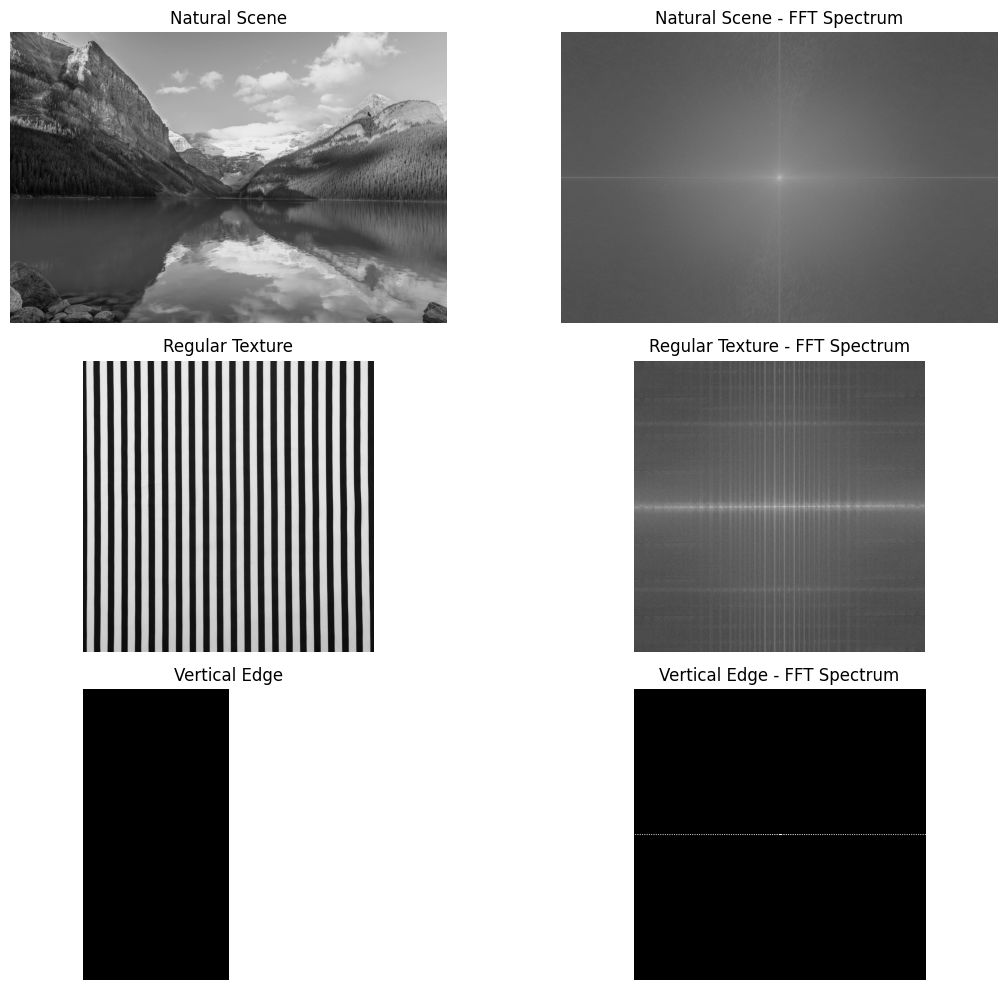 Natural Scene
Natural Scene - FFT Spectrum
Regular Texture
Regular Texture - FFT Spectrum
Vertical Edge
Vertical Edge - FFT Spectrum